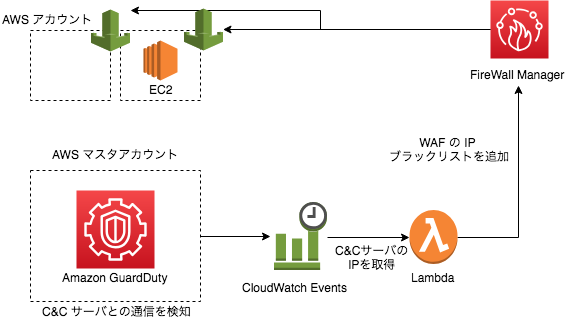 AWS アカウント
EC2
FireWall Manager
WAF の IP
ブラックリストを追加
AWS マスタアカウント
Amazon GuardDuty
C&C サーバとの通信を検知
CloudWatch Events
C&Cサーバの
IPを取得
Lambda